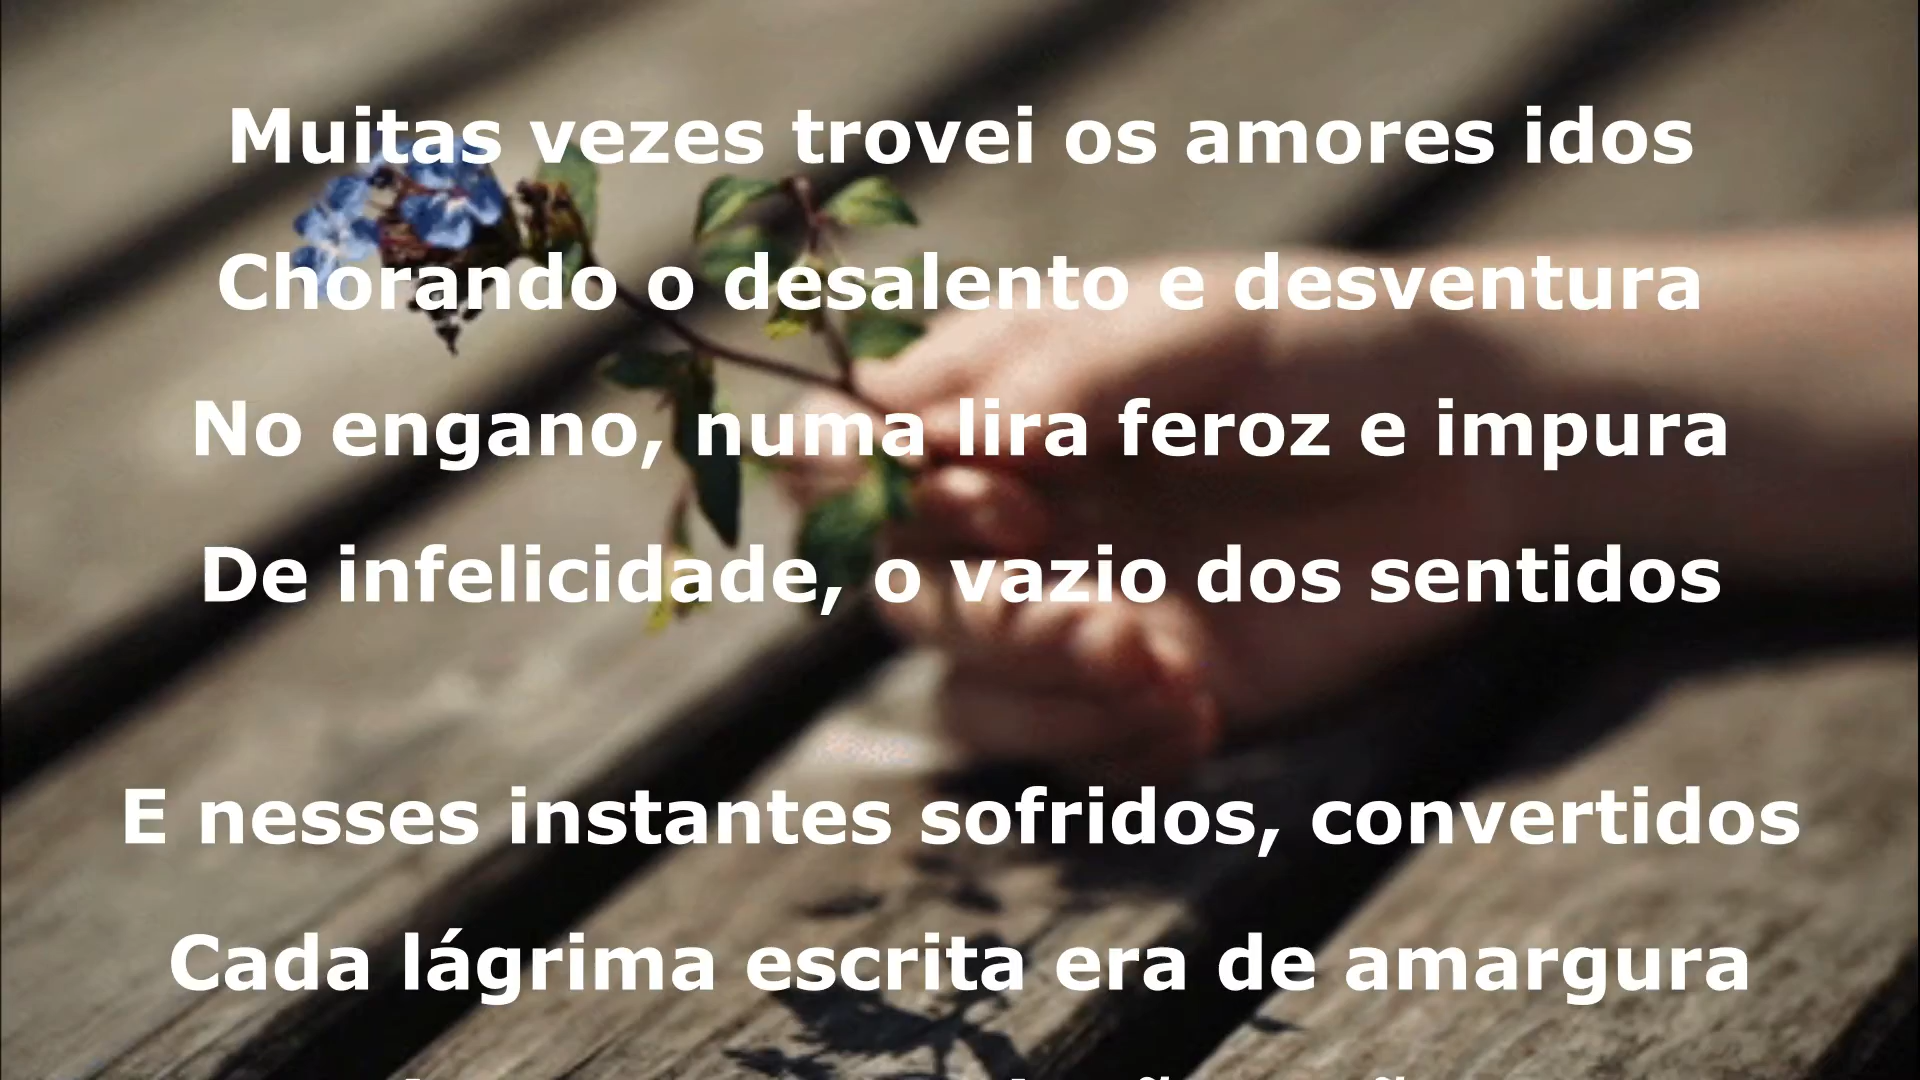 Muitas vezes trovei os amores idos
Chorando o desalento e desventura
No engano, numa lira feroz e impura
De infelicidade, o vazio dos sentidos
E nesses instantes sofridos, convertidos
Cada lágrima escrita era de amargura